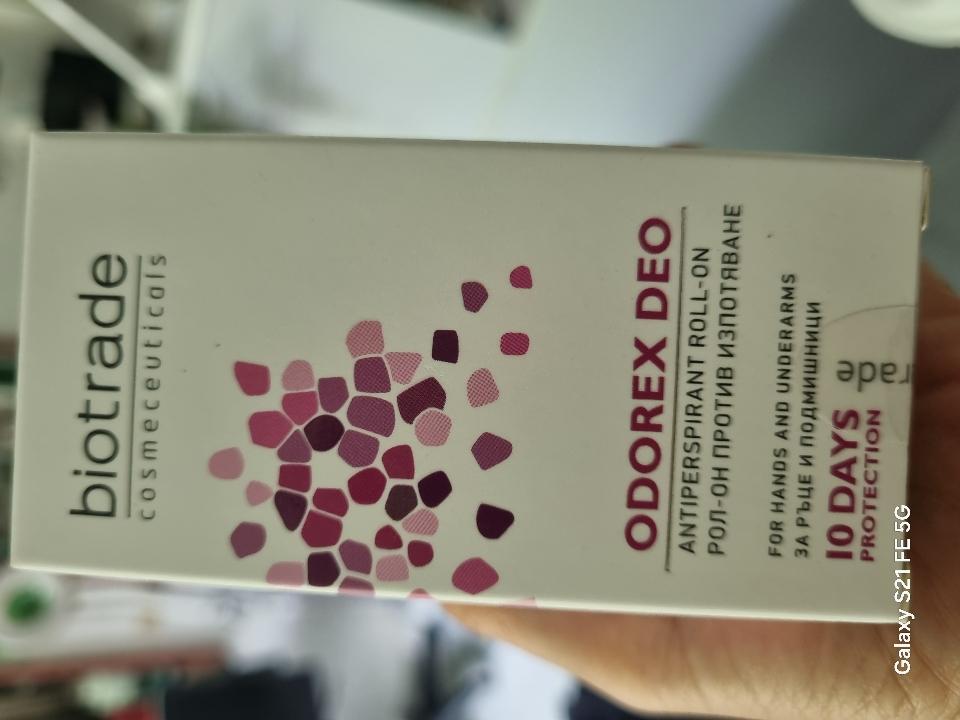 biotrade
cosmeceuticals
ODOREX DEO
ANTIPERSPIRANT ROLL-ON
РОЛ-ОН ПРОТИВ ИЗПОТЯВАНЕ
FOR HANDS AND UNDERARMS
ЗА РЪЦЕ И ПОДМИШНИЦИ
10 DAYS
PROTECTION
rade
Galaxy S21 FE 5G